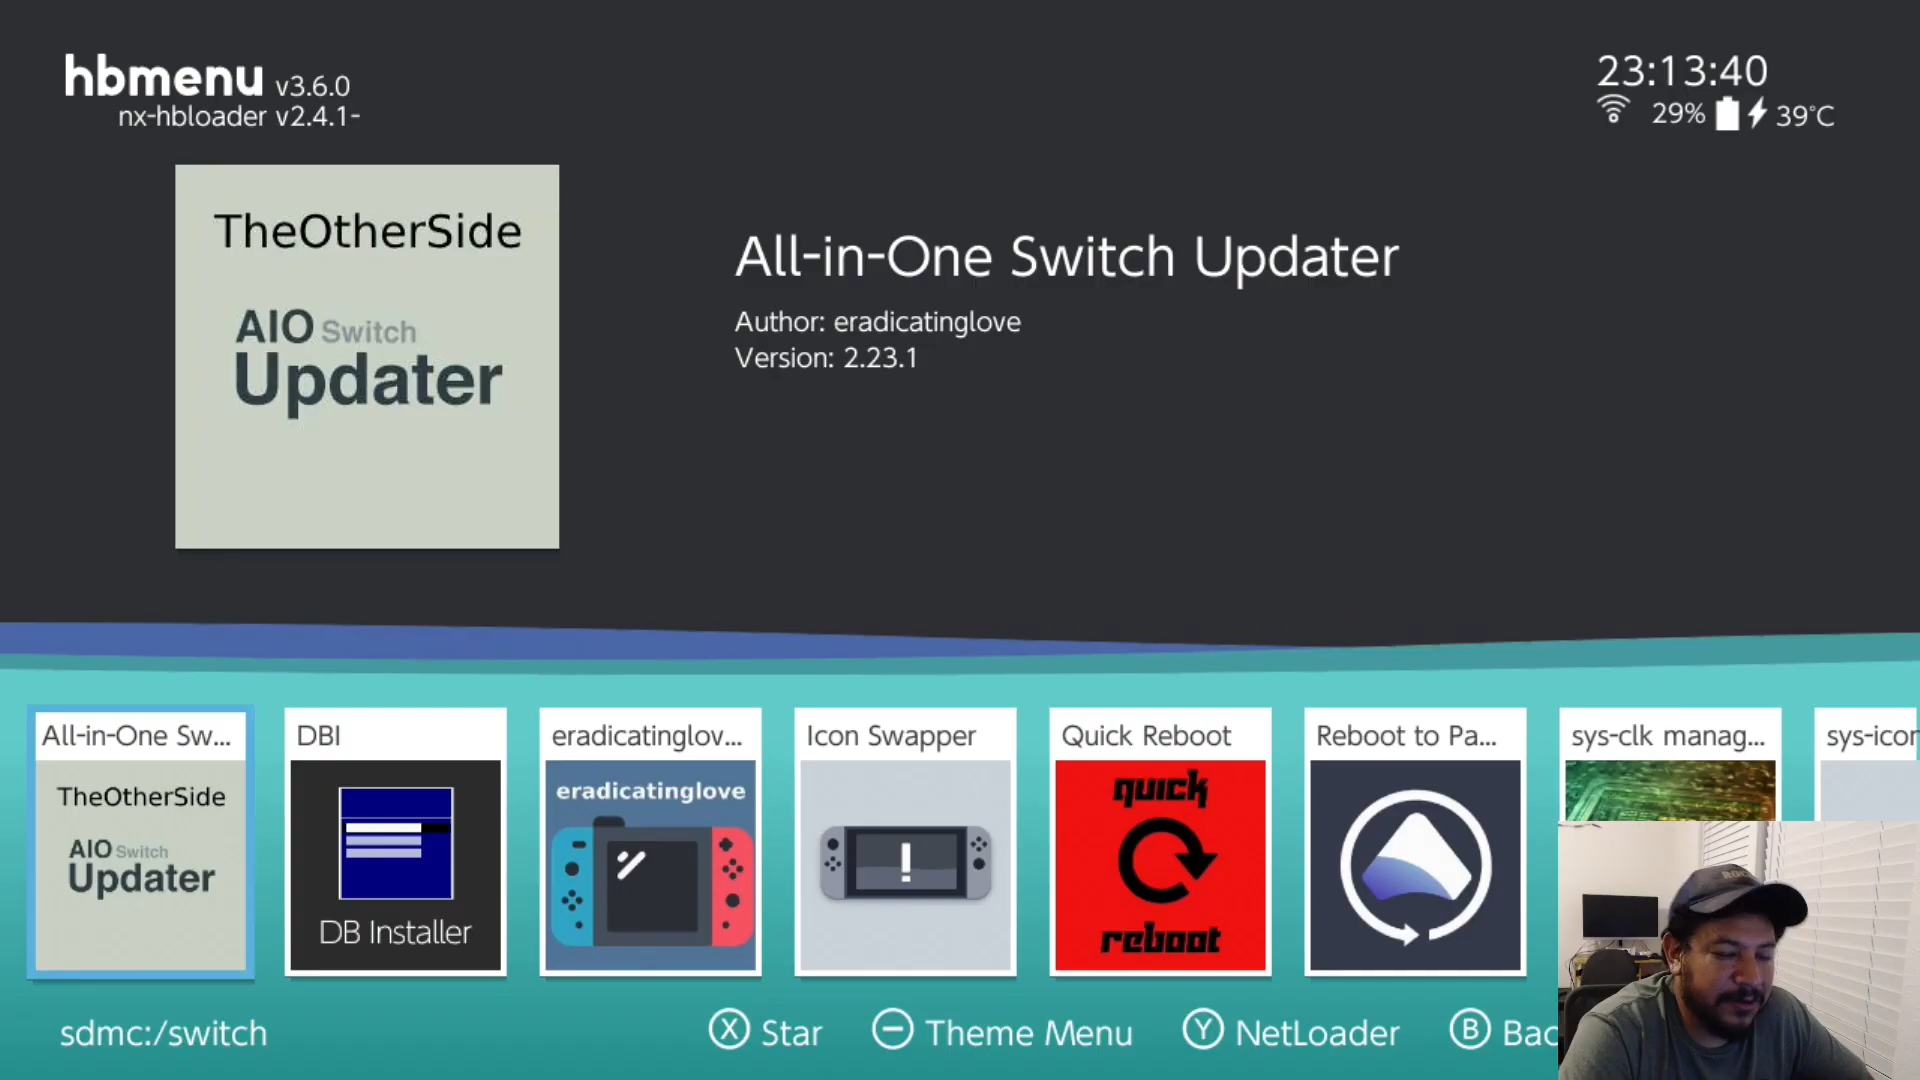 hbmenu v3.6.0
nx-hbloader v2.4.1-
23:13:40
29% 39°C
TheOtherSide
AIO Switch
Updater
All-in-One Switch Updater
Author: eradicatinglove
Version: 2.23.1
All-in-One Sw...
TheOtherSide
AIO Switch
Updater
DBI
DB Installer
eradicatinglov...
eradicatinglove
Icon Swapper
!
Quick Reboot
quick
reboot
Reboot to Pa...
sys-clk manag...
sys-icon
sdmc:/switch
X Star
Theme Menu
Y NetLoader
B Bac